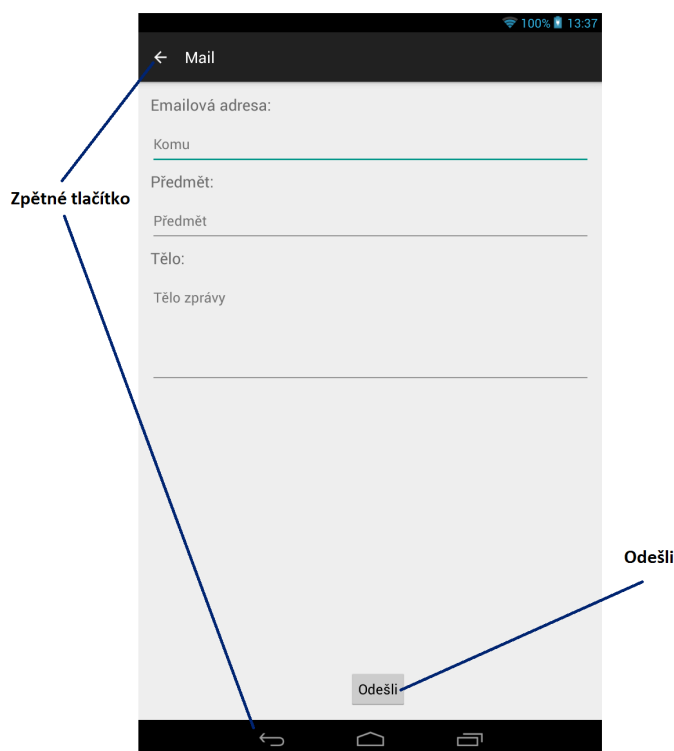 100% 13:37
Mail
Emailová adresa:
Komu
Předmět:
Zpětné tlačítko
Předmět
Tělo:
Tělo zprávy
Odešli
Odešli